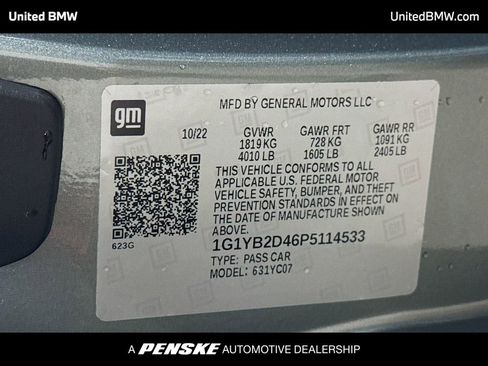 United BMW
UnitedBMW.com
gm
MFD BY GENERAL MOTORS LLC
10/22 GVWR GAWR FRT GAWR RR
1819 KG 728 KG 1091 KG
4010 LB 1605 LB 2405 LB
THIS VEHICLE CONFORMS TO ALL
APPLICABLE U.S. FEDERAL MOTOR
VEHICLE SAFETY, BUMPER, AND THEFT
PREVENTION STANDARDS IN EFFECT ON
THE DATE OF MANUFACTURE SHOWN
ABOVE.
623G
1G1YB2D46P5114533
TYPE: PASS CAR
MODEL: 631YC07
A PENSKE AUTOMOTIVE DEALERSHIP